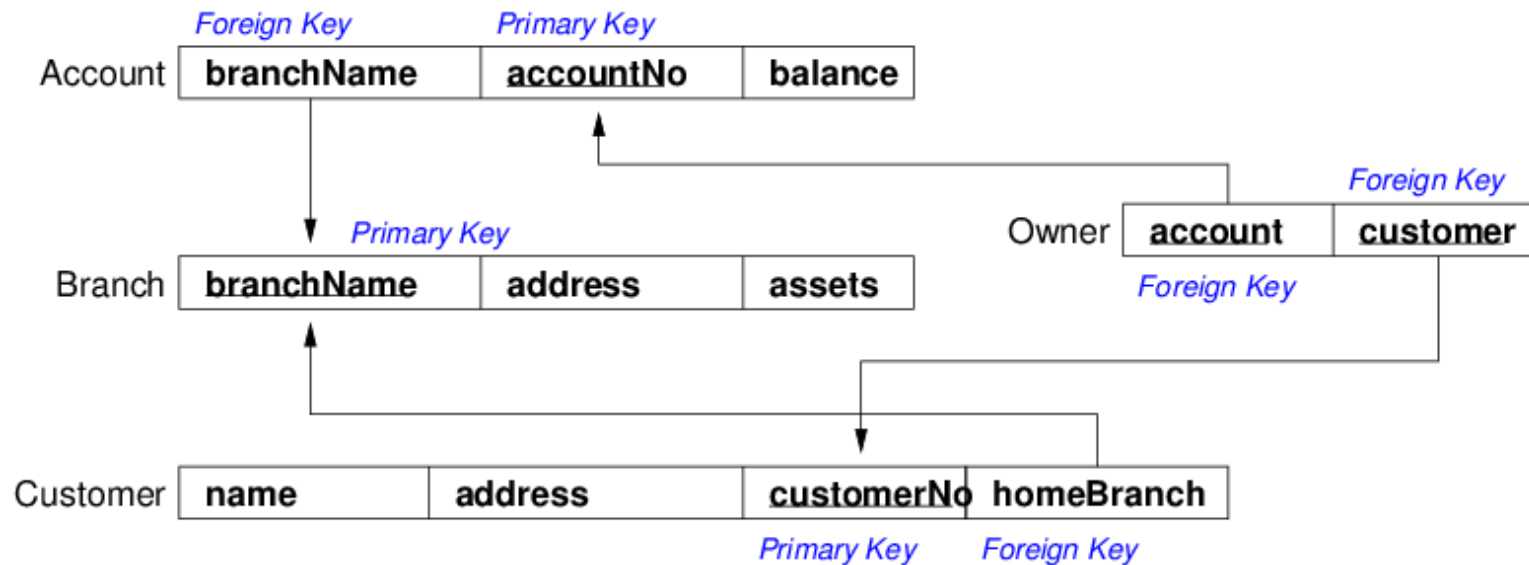 Foreign Key Primary Key
Account branchName accountNo balance
Foreign Key
Owner account customer
Primary Key
Foreign Key
Branch branchName address assets
Customer name address customerNo homeBranch
Primary Key Foreign Key